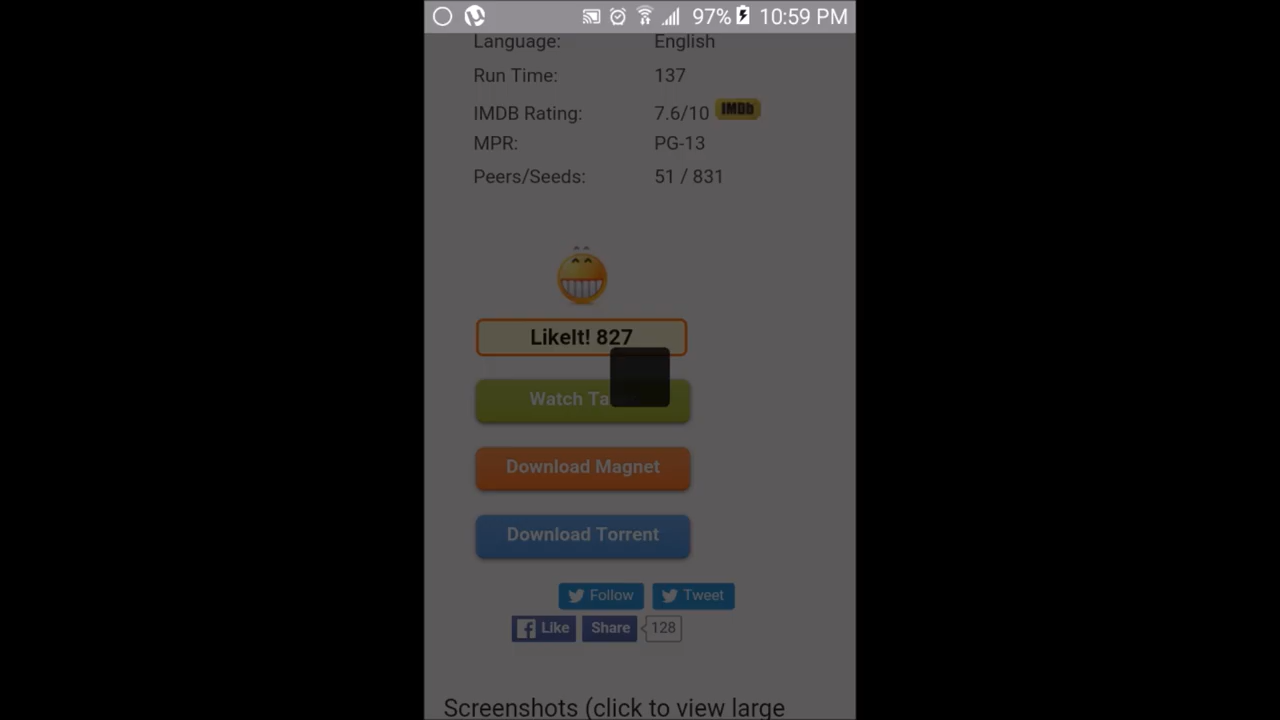 97% 10:59 PM
Language: English
Run Time: 137
IMDB Rating: 7.6/10 IMDb
MPR: PG-13
Peers/Seeds: 51 / 831
LikeIt! 827
Watch
Download Magnet
Download Torrent
Follow Tweet
Like Share 128
Screenshots (click to view large